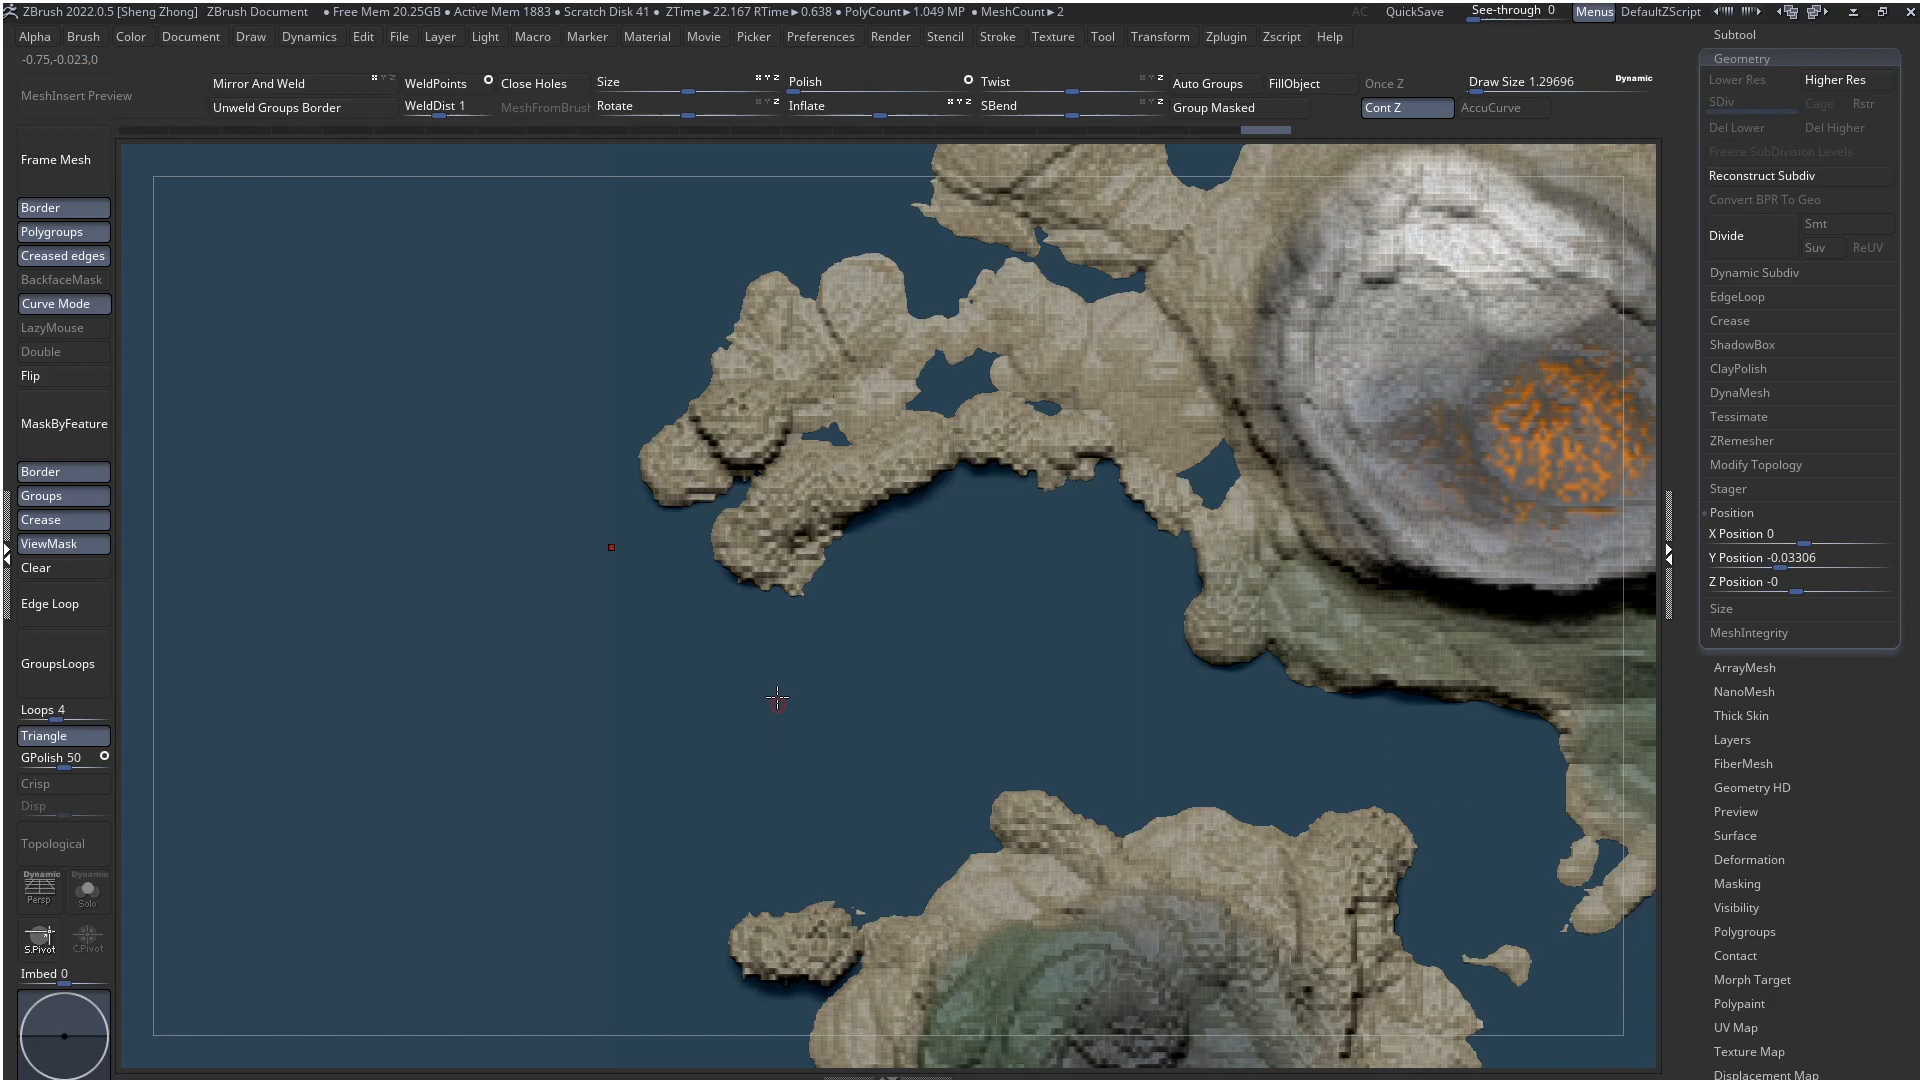 ZBrush 2022.0.5 [Sheng Zhong] ZBrush Document • Free Mem 20.25GB • Active Mem 1883 • Scratch Disk 41 • ZTime►22.167 RTime►0.638 • PolyCount►1.049 MP • MeshCount►2 AC QuickSave See-through 0 Menus DefaultZScript
Alpha Brush Color Document Draw Dynamics Edit File Layer Light Macro Marker Material Movie Picker Preferences Render Stencil Stroke Texture Tool Transform Zplugin Zscript Help
-0.75,-0.023,0
MeshInsert Preview
Mirror And Weld WeldPoints Close Holes Size Polish Twist Auto Groups FillObject Once Z Draw Size 1.29696 Dynamic
Unweld Groups Border WeldDist 1 MeshFromBrush Rotate Inflate SBend Group Masked Cont Z AccuCurve
Frame Mesh
Border
Polygroups
Creased edges
BackfaceMask
Curve Mode
LazyMouse
Double
Flip
MaskByFeature
Border
Groups
Crease
ViewMask
Clear
Edge Loop
GroupsLoops
Loops 4
Triangle
GPolish 50
Crisp
Disp
Topological
Dynamic Dynamic
Persp Solo
S.Pivot C.Pivot
Imbed 0
Subtool
Geometry
Lower Res Higher Res
SDiv Cage Rstr
Del Lower Del Higher
Freeze SubDivision Levels
Reconstruct Subdiv
Convert BPR To Geo
Divide Smt
Suv ReUV
Dynamic Subdiv
EdgeLoop
Crease
ShadowBox
ClayPolish
DynaMesh
Tessimate
ZRemesher
Modify Topology
Stager
Position
X Position 0
Y Position -0.03306
Z Position -0
Size
MeshIntegrity
ArrayMesh
NanoMesh
Thick Skin
Layers
FiberMesh
Geometry HD
Preview
Surface
Deformation
Masking
Visibility
Polygroups
Contact
Morph Target
Polypaint
UV Map
Texture Map
Displacement Map